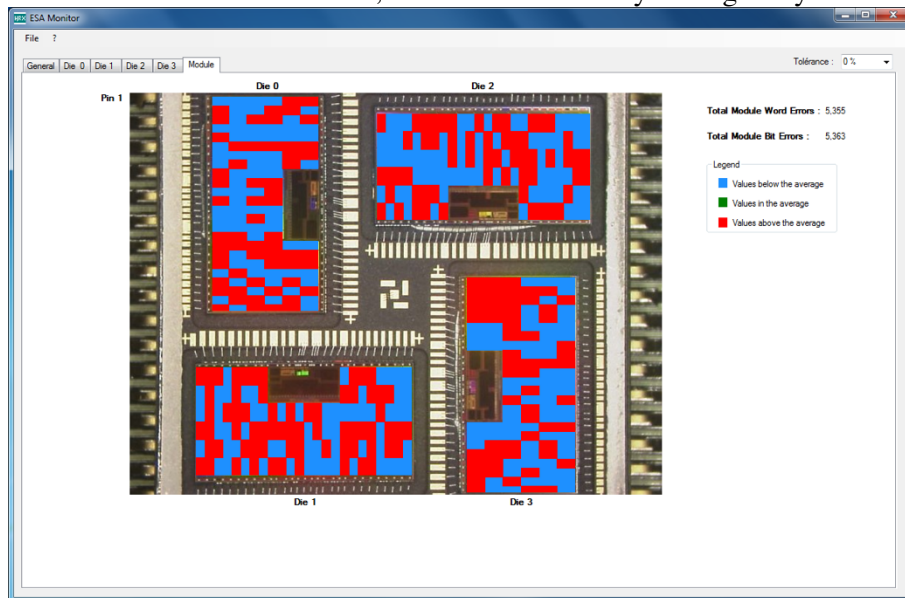 HRX ESA Monitor
File ?
General Die 0 Die 1 Die 2 Die 3 Module
Tolérance : 0 %
Die 0
Die 2
Pin 1
Total Module Word Errors : 5,355
Total Module Bit Errors : 5,363
Legend
Values below the average
Values in the average
Values above the average
Die 1
Die 3